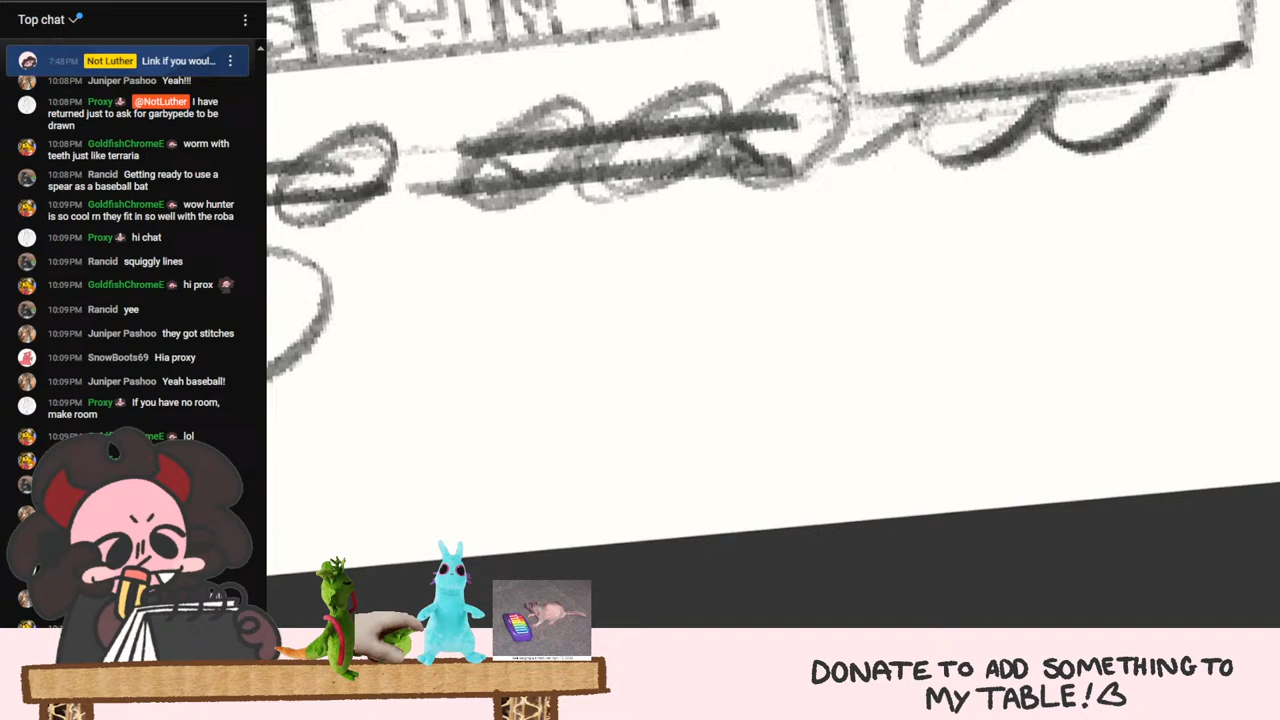 Top chat
7:48PM Not Luther Link if you woul...
10:08PM Juniper Pashoo Yeah!!!
10:08PM Proxy @NotLuther I have
returned just to ask for garbypede to be
drawn
10:08PM GoldfishChromeE worm with
teeth just like terraria
10:08PM Rancid Getting ready to use a
spear as a baseball bat
10:09PM GoldfishChromeE wow hunter
is so cool rn they fit in so well with the roba
10:09PM Proxy hi chat
10:09PM Rancid squiggly lines
10:09PM GoldfishChromeE hi prox
10:09PM Rancid yee
10:09PM Juniper Pashoo they got stitches
10:09PM SnowBoots69 Hia proxy
10:09PM Juniper Pashoo Yeah baseball!
10:09PM Proxy If you have no room,
make room
lol
DONATE TO ADD SOMETHING TO
MY TABLE!